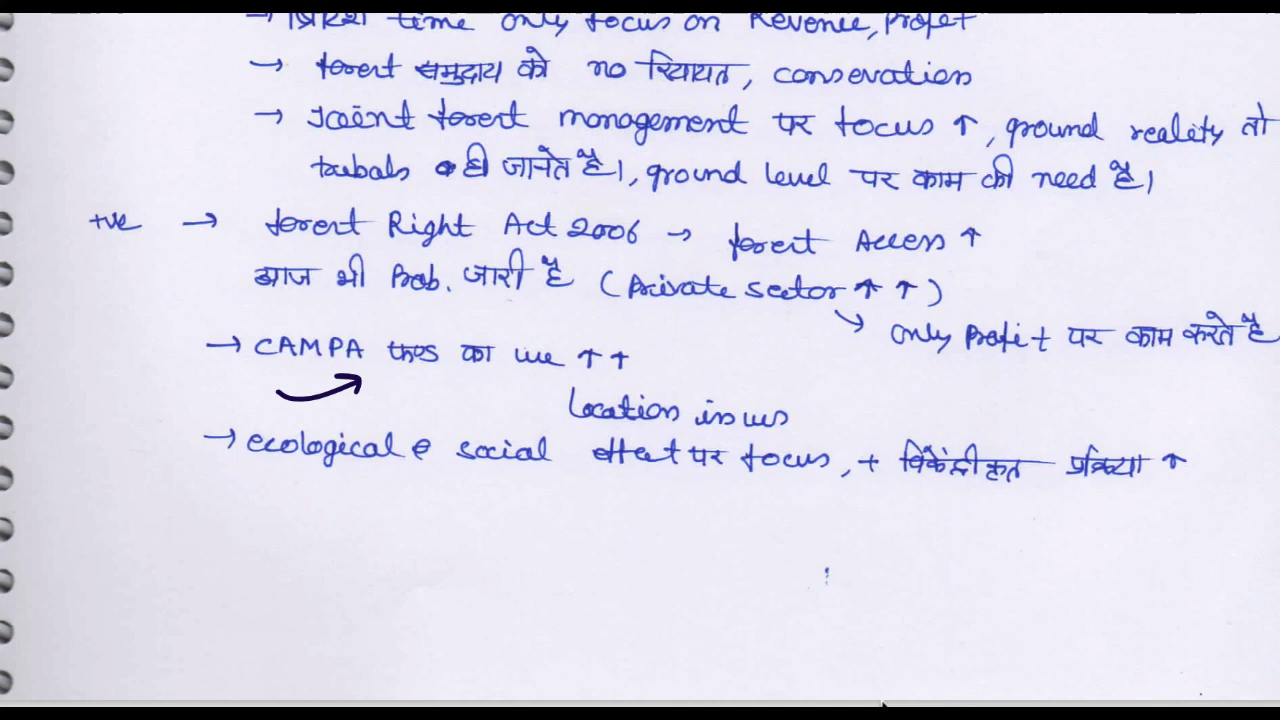 → ब्रिटिश time only focus on Revenue, Profit
→ forest समुदाय को no रियायत, conservation
→ Joint forest management पर focus ↑, ground reality तो
tribals ही जानते है।, ground level पर काम की need है।
+ve → forest Right Act 2006 → forest Access ↑
आज भी Prob. जारी है (Private sector ↑ ↑)
↘ only Profit पर काम करते है
→ CAMPA का use ↑ ↑
Location issues
→ ecological & social effect पर focus, + विकेंद्रीकृत प्रक्रिया ↑